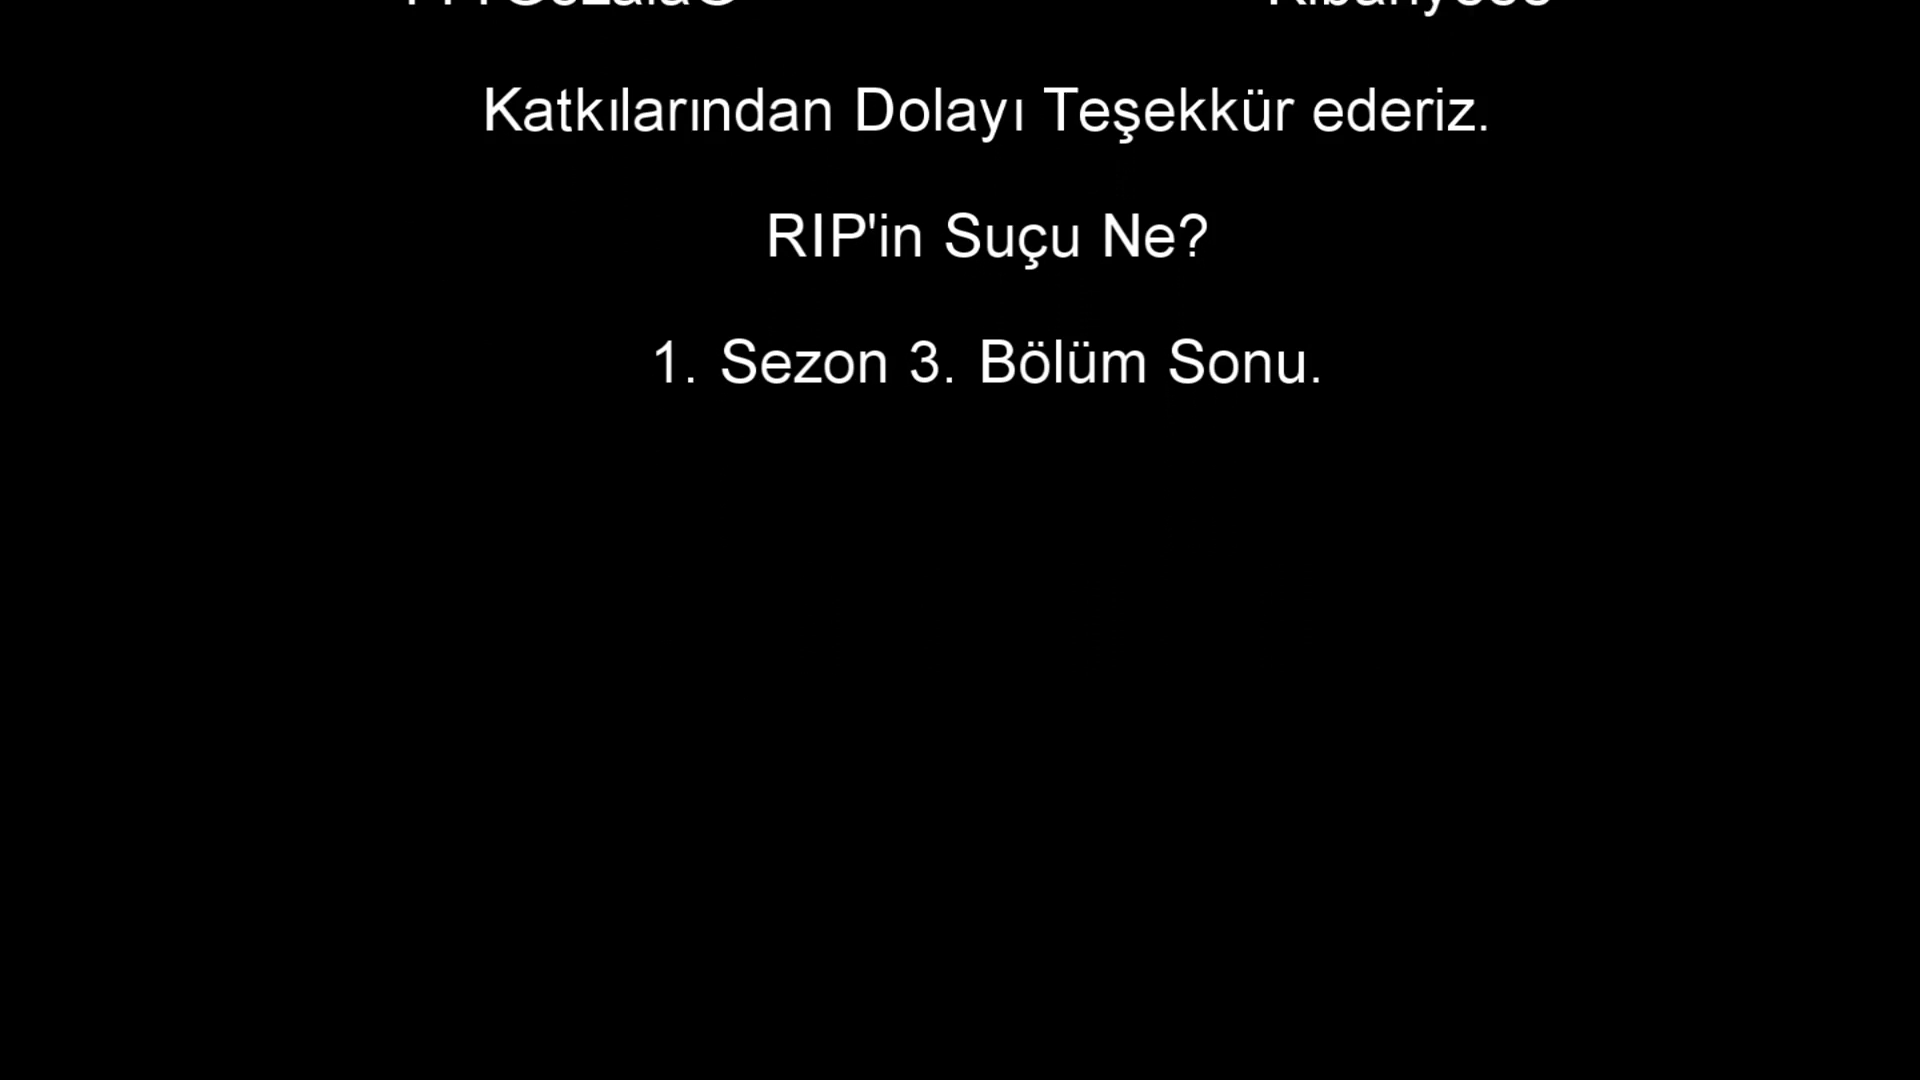 Katkılarından Dolayı Teşekkür ederiz.
RIP'in Suçu Ne?
1. Sezon 3. Bölüm Sonu.